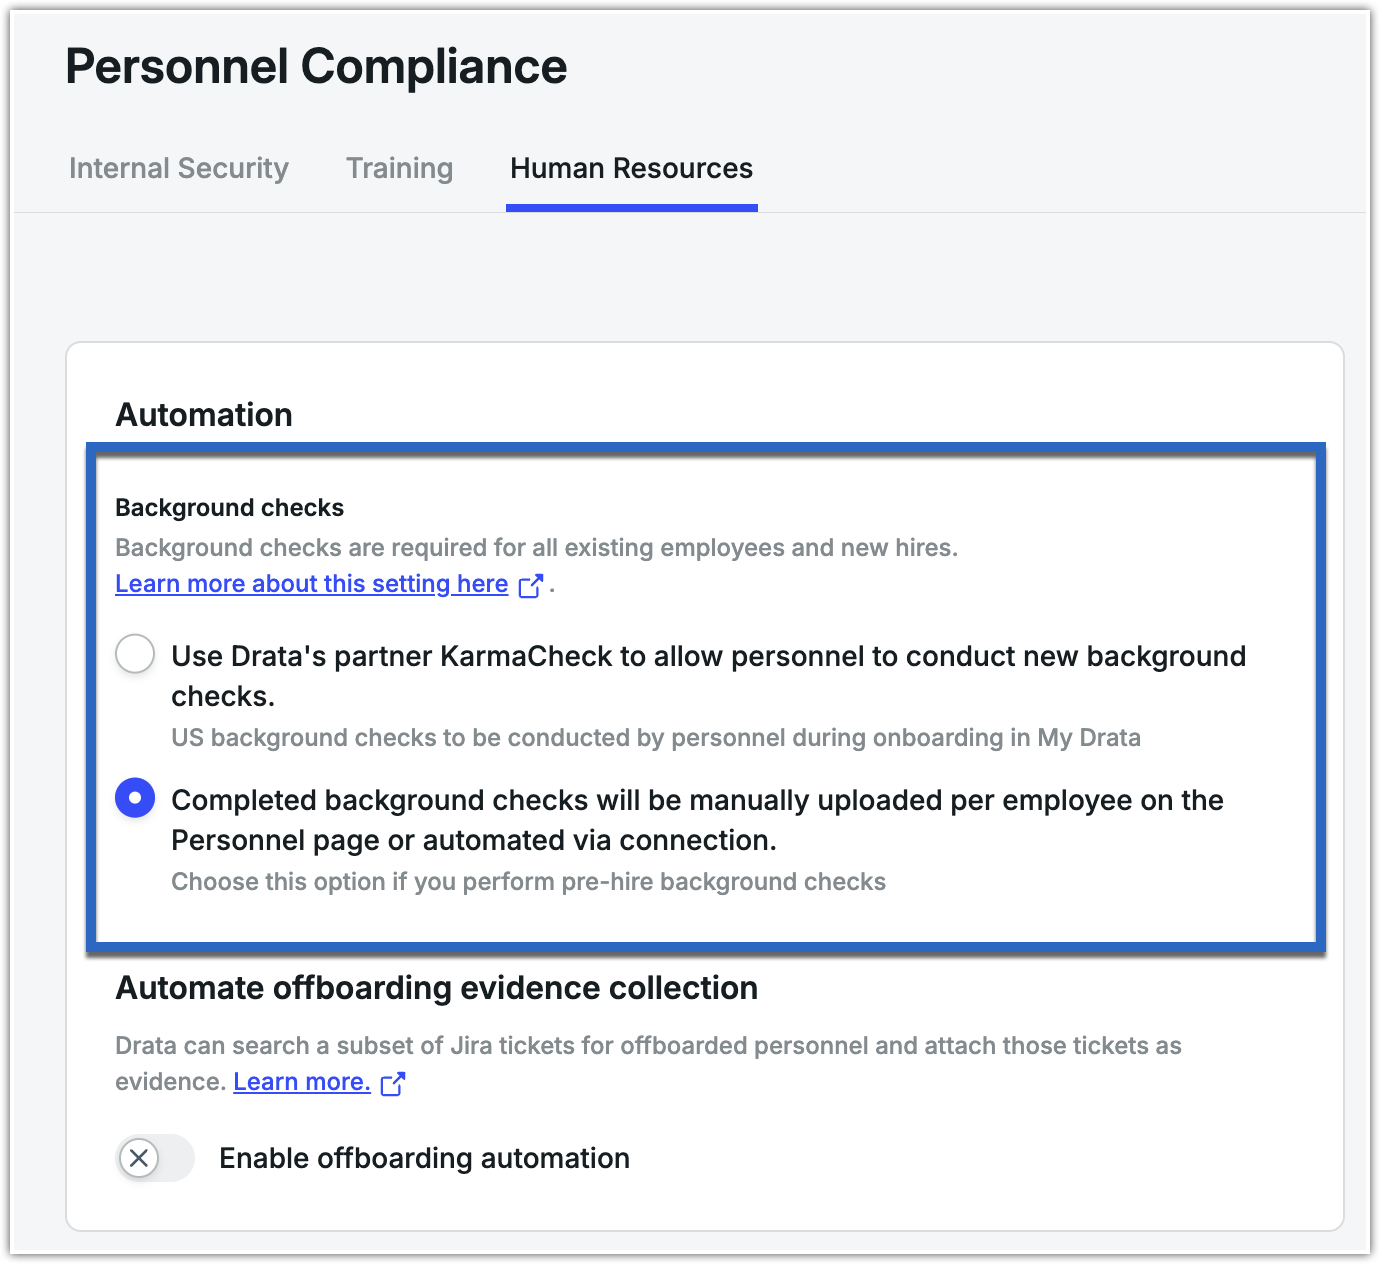 Personnel Compliance
Internal Security Training Human Resources
Automation
Background checks
Background checks are required for all existing employees and new hires.
Learn more about this setting here .
Use Drata's partner KarmaCheck to allow personnel to conduct new background
checks.
US background checks to be conducted by personnel during onboarding in My Drata
Completed background checks will be manually uploaded per employee on the
Personnel page or automated via connection.
Choose this option if you perform pre-hire background checks
Automate offboarding evidence collection
Drata can search a subset of Jira tickets for offboarded personnel and attach those tickets as
evidence. Learn more.
Enable offboarding automation